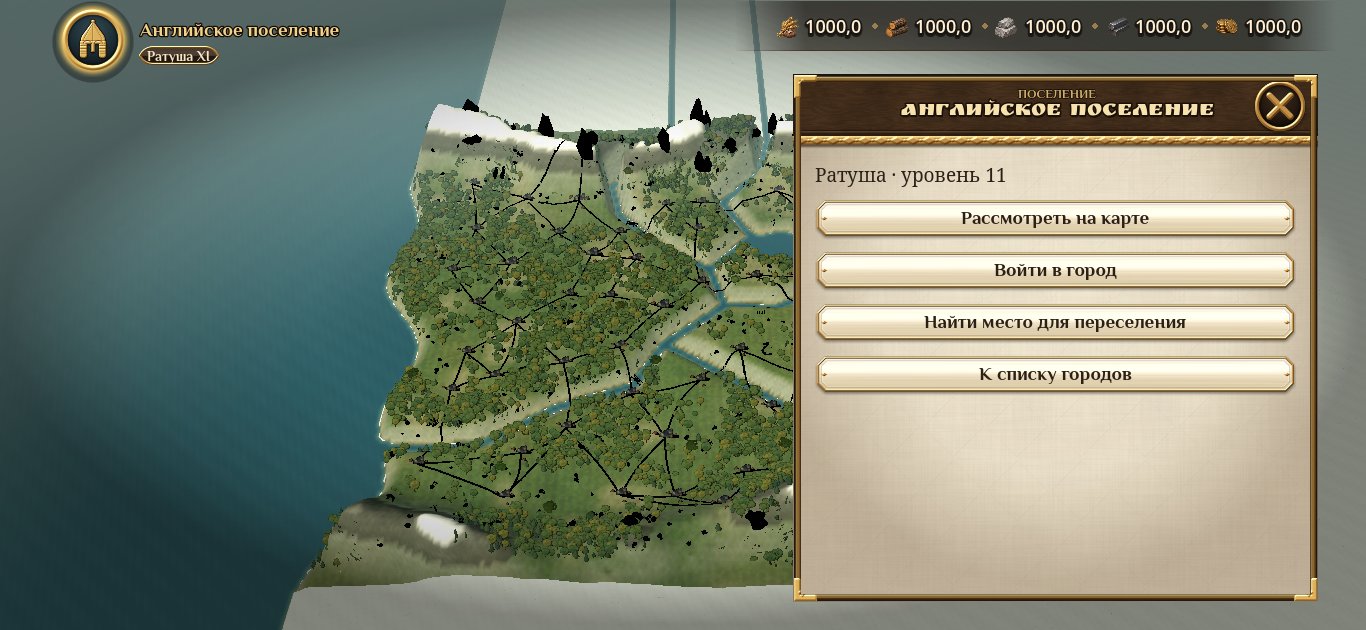 Английское поселение
Ратуша XI
1000,0 1000,0 1000,0 1000,0 1000,0
ПОСЕЛЕНИЕ
АНГЛИЙСКОЕ ПОСЕЛЕНИЕ
Ратуша · уровень 11
Рассмотреть на карте
Войти в город
Найти место для переселения
К списку городов